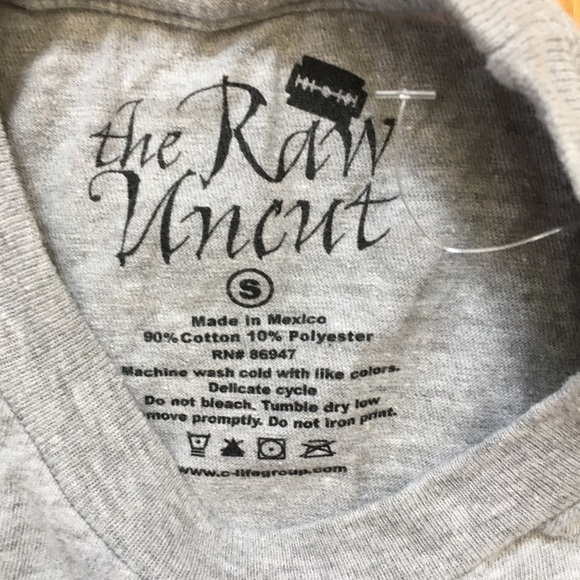 the Raw
Uncut
S
Made in Mexico
90% Cotton 10% Polyester
RN# 86947
Machine wash cold with like colors.
Delicate cycle
Do not bleach. Tumble dry low
move promptly. Do not iron print.
www.c-lifegroup.com